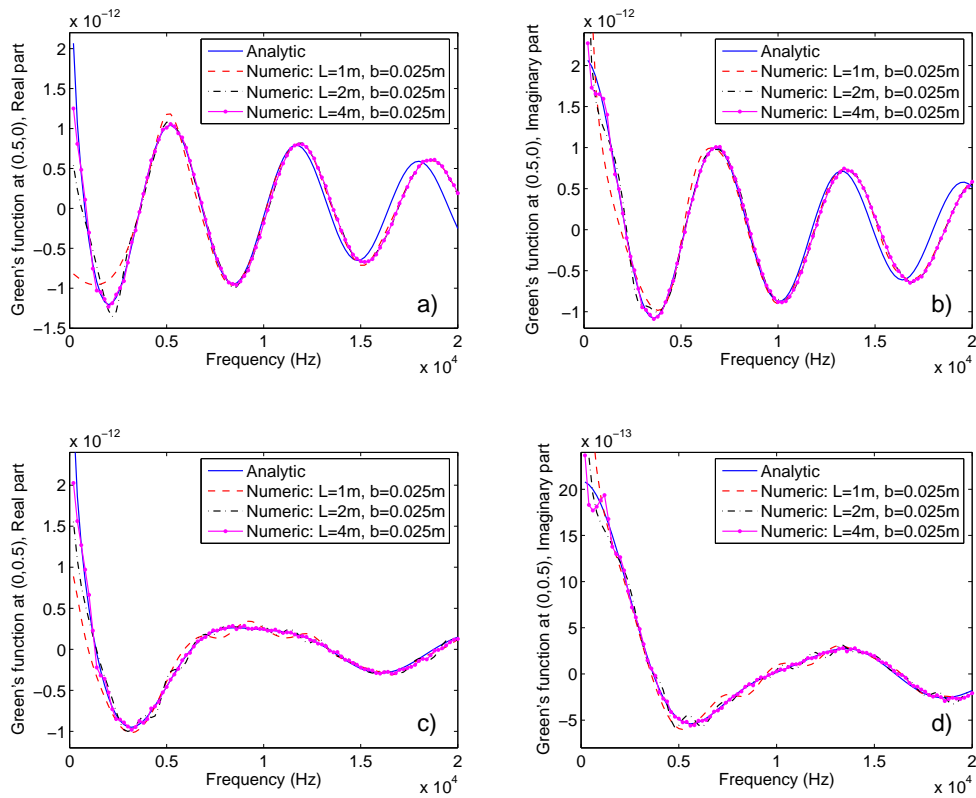 x 10⁻¹²
Green's function at (0.5,0), Real part
2
1.5
1
0.5
0
−0.5
−1
−1.5
Analytic
Numeric: L=1m, b=0.025m
Numeric: L=2m, b=0.025m
Numeric: L=4m, b=0.025m
a)
0 0.5 1 1.5 2
Frequency (Hz)
x 10⁴
x 10⁻¹²
Green's function at (0.5,0), Imaginary part
2
1.5
1
0.5
0
−0.5
−1
Analytic
Numeric: L=1m, b=0.025m
Numeric: L=2m, b=0.025m
Numeric: L=4m, b=0.025m
b)
0 0.5 1 1.5 2
Frequency (Hz)
x 10⁴
x 10⁻¹²
Green's function at (0,0.5), Real part
2
1.5
1
0.5
0
−0.5
−1
Analytic
Numeric: L=1m, b=0.025m
Numeric: L=2m, b=0.025m
Numeric: L=4m, b=0.025m
c)
0 0.5 1 1.5 2
Frequency (Hz)
x 10⁴
x 10⁻¹³
Green's function at (0,0.5), Imaginary part
20
15
10
5
0
−5
Analytic
Numeric: L=1m, b=0.025m
Numeric: L=2m, b=0.025m
Numeric: L=4m, b=0.025m
d)
0 0.5 1 1.5 2
Frequency (Hz)
x 10⁴